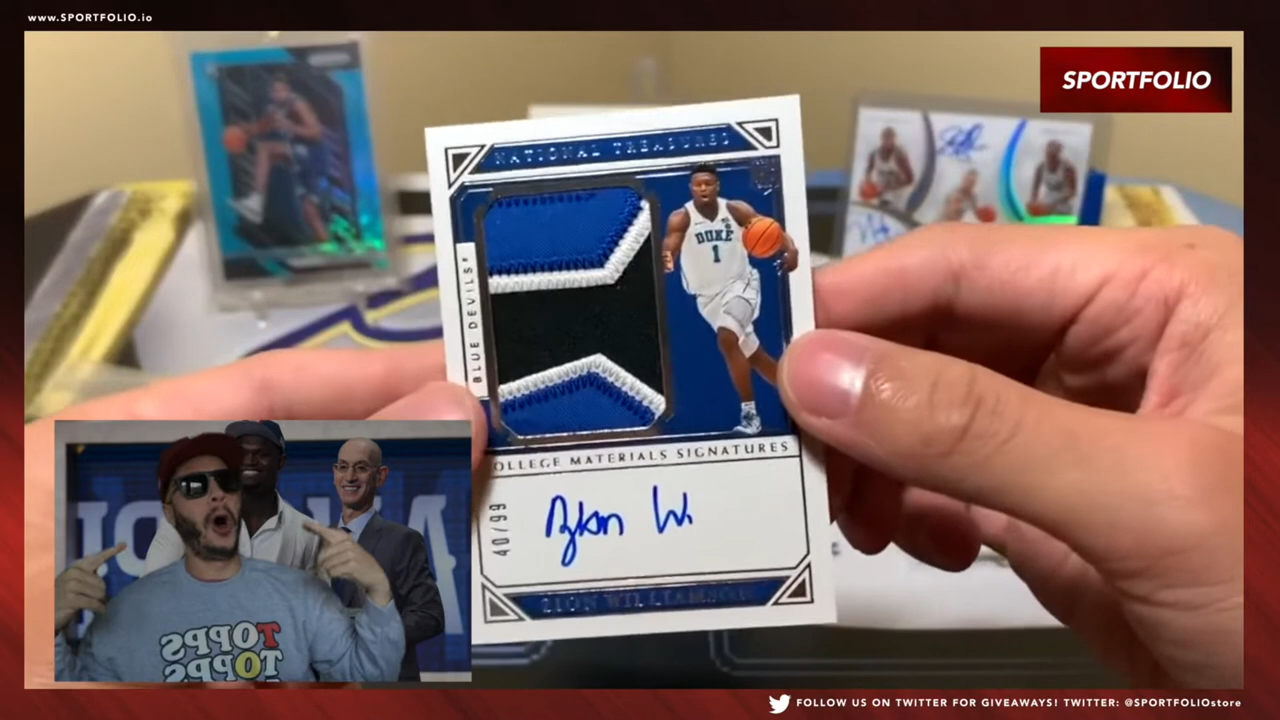 www.SPORTFOLIO.io
SPORTFOLIO
NATIONAL TREASURES
BLUE DEVILS
DUKE
1
COLLEGE MATERIALS SIGNATURES
40/99
Zion W.
ZION WILLIAMSON
TOPPS
TOPPS
FOLLOW US ON TWITTER FOR GIVEAWAYS! TWITTER: @SPORTFOLIOstore